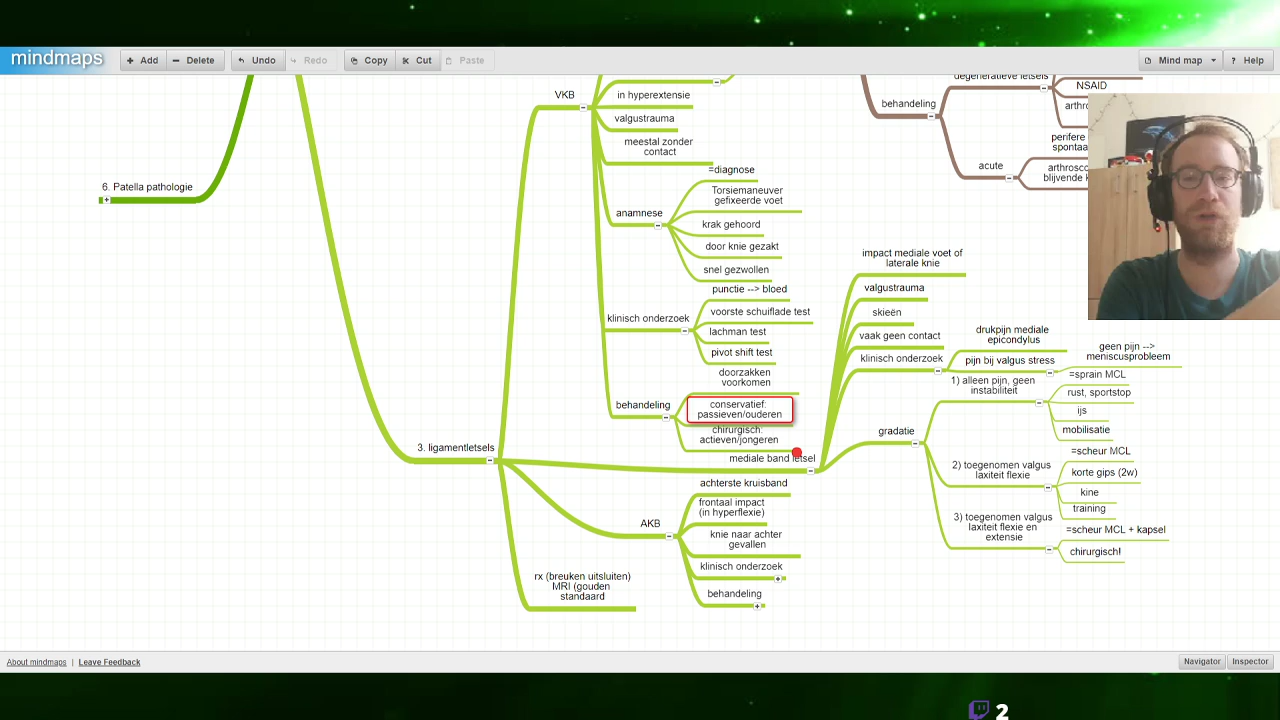 mindmaps
Add
Delete
Undo
Redo
Copy
Cut
Paste
Mind map
Help
6. Patella pathologie
3. ligamentletsels
VKB
in hyperextensie
valgustrauma
meestal zonder
contact
anamnese
=diagnose
Torsiemaneuver
gefixeerde voet
krak gehoord
door knie gezakt
snel gezwollen
klinisch onderzoek
punctie --> bloed
voorste schuiflade test
lachman test
pivot shift test
behandeling
doorzakken
voorkomen
conservatief:
passieven/ouderen
chirurgisch:
actieven/jongeren
mediale band letsel
impact mediale voet of
laterale knie
valgustrauma
skieën
vaak geen contact
klinisch onderzoek
drukpijn mediale
epicondylus
pijn bij valgus stress
geen pijn -->
meniscusprobleem
gradatie
1) alleen pijn, geen
instabiliteit
=sprain MCL
rust, sportstop
ijs
mobilisatie
2) toegenomen valgus
laxiteit flexie
=scheur MCL
korte gips (2w)
kine
training
3) toegenomen valgus
laxiteit flexie en
extensie
=scheur MCL + kapsel
chirurgisch!
AKB
achterste kruisband
frontaal impact
(in hyperflexie)
knie naar achter
gevallen
klinisch onderzoek
behandeling
rx (breuken uitsluiten)
MRI (gouden
standaard
behandeling
degeneratieve letsels
NSAID
acute
perifere
blijvende
About mindmaps | Leave Feedback
Navigator
Inspector
2